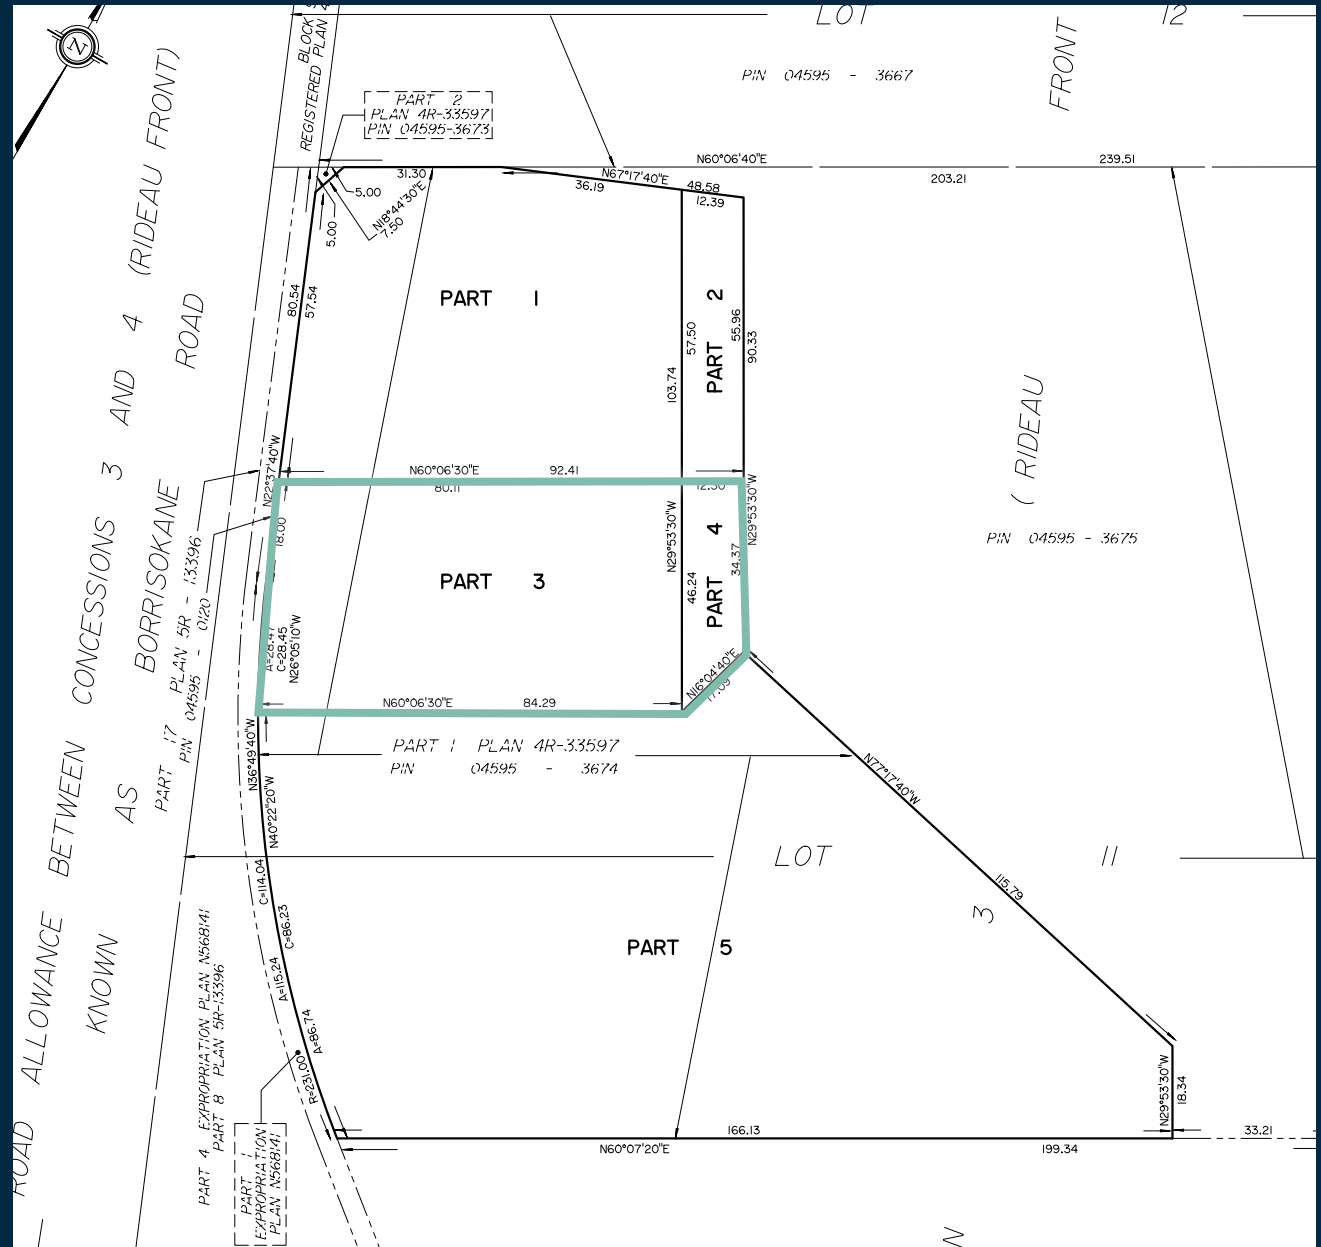 LOT 12
FRONT
N
BLOCK
REGISTERED PLAN 4
PIN 04595 - 3667
PART 2
PLAN 4R-33597
PIN 04595-3673
N60°06'40"E
239.51
203.21
31.30
N67°17'40"E
48.58
36.19
12.39
5.00
5.00
N18°44'30"E
7.50
80.54
57.54
PART 1
PART 2
57.50
55.96
90.33
103.74
(RIDEAU FRONT)
ROAD
( RIDEAU
N22°37'40"W
N60°06'30"E 92.41
80.11
12.30
N29°53'30"W
N29°53'30"W
18.00
PART 3
PART 4
34.37
46.24
PIN 04595 - 3675
A=28.47
C=28.45
N26°05'10"W
N16°04'40"E
17.09
N60°06'30"E 84.29
ROAD ALLOWANCE BETWEEN CONCESSIONS 3 AND 4
KNOWN AS BORRISOKANE
PART 17 PLAN 5R - 13396
PIN 04595 - 0120
PART 1 PLAN 4R-33597
PIN 04595 - 3674
N36°49'40"W
N40°22'20"W
N77°17'40"W
115.79
LOT 11
3
C=114.04
C=86.23
A=115.24
A=86.74
R=231.00
PART 5
PART 4 EXPROPRIATION PLAN N568141
PART 8 PLAN 5R-13396
PART 1
EXPROPRIATION
PLAN N568141
N29°53'30"W
18.34
166.13
33.21
N60°07'20"E
199.34
N